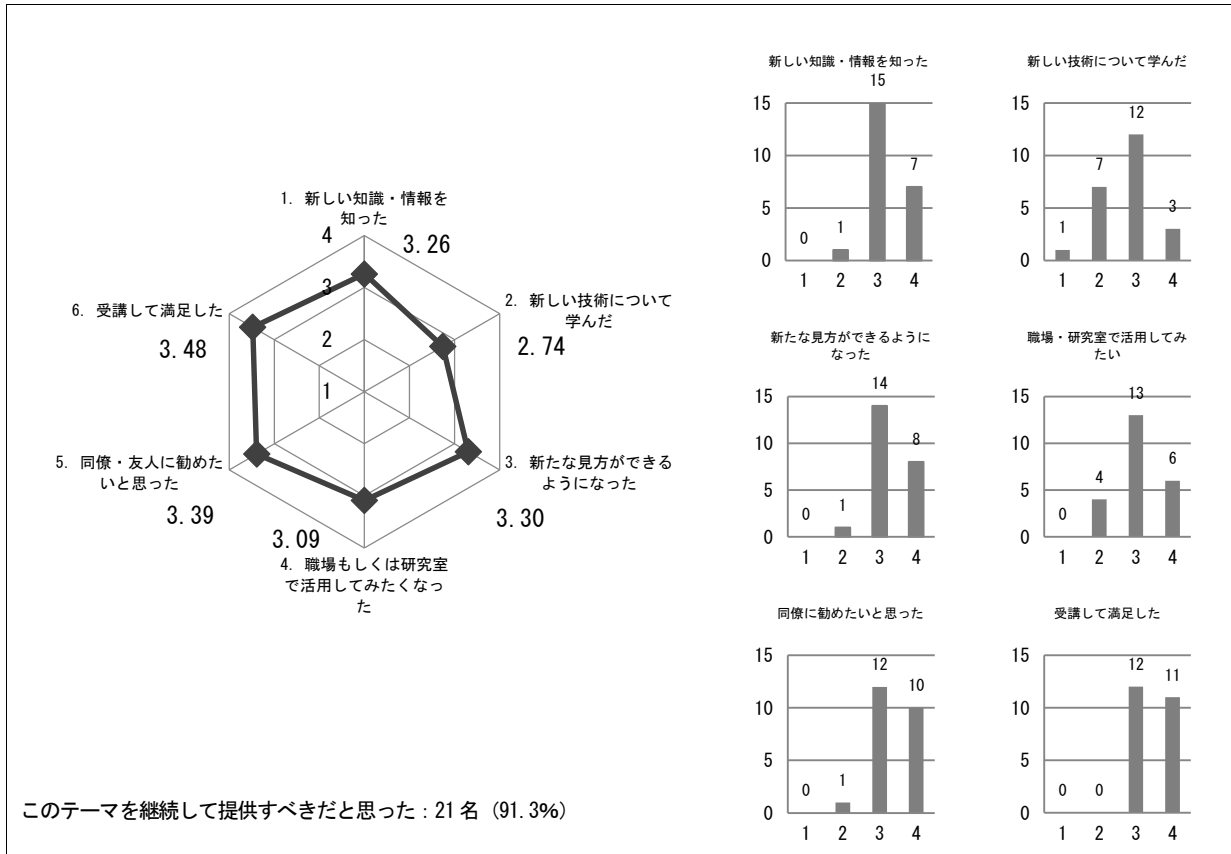 1. 新しい知識・情報を
知った
4
3.26
3
2
1
2. 新しい技術について
学んだ
2.74
3. 新たな見方ができる
ようになった
3.30
4. 職場もしくは研究室
で活用してみたくなっ
た
3.09
5. 同僚・友人に勧めた
いと思った
3.39
6. 受講して満足した
3.48
このテーマを継続して提供すべきだと思った：21名（91.3%）
新しい知識・情報を知った
15
10
5
0
0
1
15
7
1 2 3 4
新しい技術について学んだ
15
10
5
0
1
7
12
3
1 2 3 4
新たな見方ができるように
なった
15
10
5
0
0
1
14
8
1 2 3 4
職場・研究室で活用してみ
たい
15
10
5
0
0
4
13
6
1 2 3 4
同僚に勧めたいと思った
15
10
5
0
0
1
12
10
1 2 3 4
受講して満足した
15
10
5
0
0
0
12
11
1 2 3 4